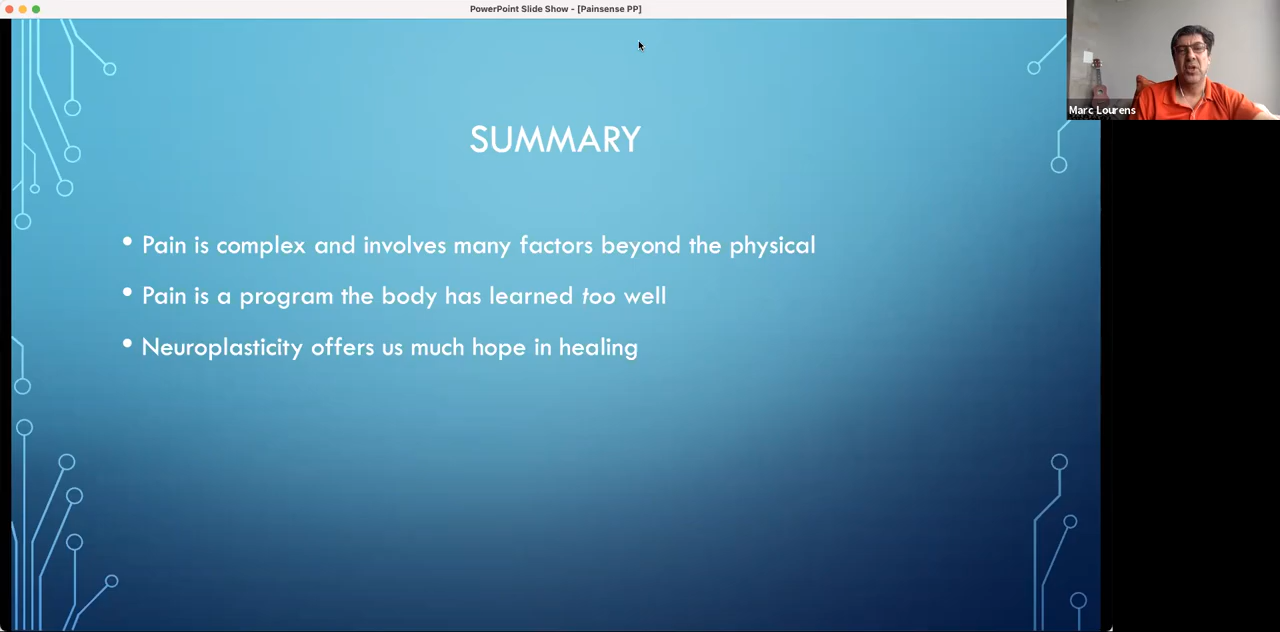 PowerPoint Slide Show - [Painsense PP]
Marc Lourens
SUMMARY
• Pain is complex and involves many factors beyond the physical
• Pain is a program the body has learned too well
• Neuroplasticity offers us much hope in healing